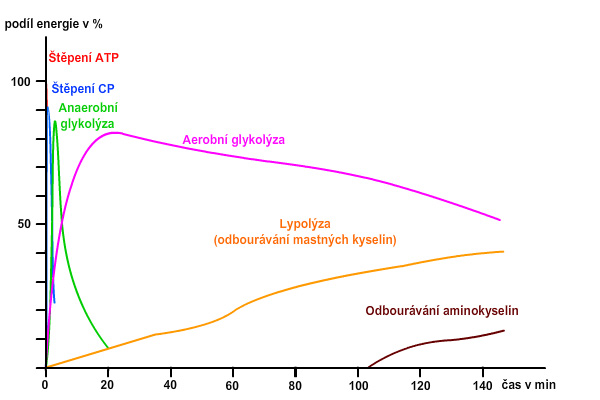 podíl energie v %
Štěpení ATP
100
Štěpení CP
Anaerobní
glykolýza
Aerobní glykolýza
50
Lypolýza
(odbourávání mastných kyselin)
Odbourávání aminokyselin
0 20 40 60 80 100 120 140 čas v min